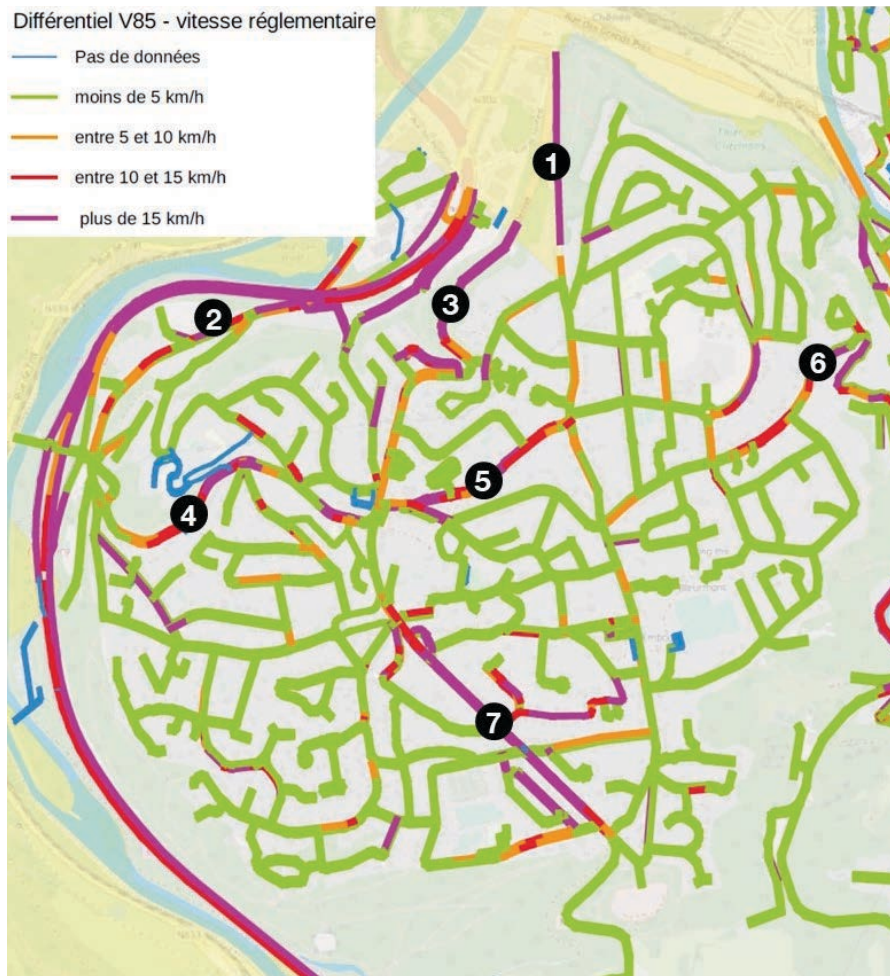 Différentiel V85 - vitesse réglementaire
Pas de données
moins de 5 km/h
entre 5 et 10 km/h
entre 10 et 15 km/h
plus de 15 km/h
1
2
3
4
5
6
7